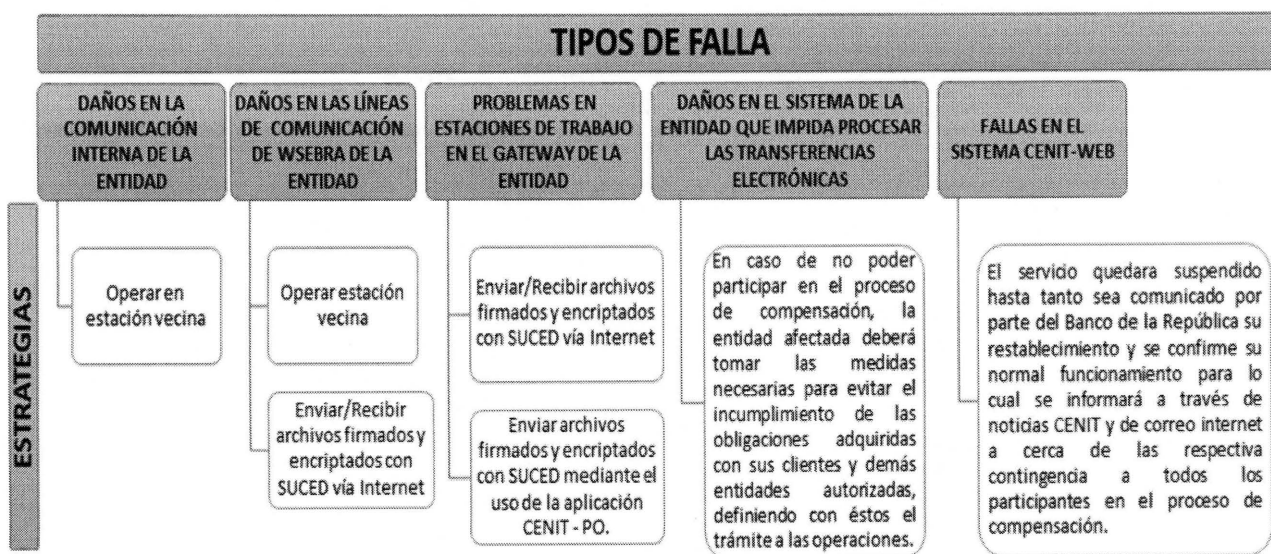 TIPOS DE FALLA
DAÑOS EN LA
COMUNICACIÓN
INTERNA DE LA
ENTIDAD
DAÑOS EN LAS LÍNEAS
DE COMUNICACIÓN
DE WSEBRA DE LA
ENTIDAD
PROBLEMAS EN
ESTACIONES DE TRABAJO
EN EL GATEWAY DE LA
ENTIDAD
DAÑOS EN EL SISTEMA DE LA
ENTIDAD QUE IMPIDA PROCESAR
LAS TRANSFERENCIAS
ELECTRÓNICAS
FALLAS EN EL
SISTEMA CENIT-WEB
ESTRATEGIAS
Operar en
estación vecina
Operar estación
vecina
Enviar/Recibir
archivos firmados y
encriptados con
SUCED vía Internet
Enviar/Recibir archivos
firmados y encriptados
con SUCED vía Internet
Enviar archivos
firmados y encriptados
con SUCED mediante el
uso de la aplicación
CENIT - PO.
En caso de no poder
participar en el proceso
de compensación, la
entidad afectada deberá
tomar las medidas
necesarias para evitar el
incumplimiento de las
obligaciones adquiridas
con sus clientes y demás
entidades autorizadas,
definiendo con éstos el
trámite a las operaciones.
El servicio quedara suspendido
hasta tanto sea comunicado por
parte del Banco de la República su
restablecimiento y se confirme su
normal funcionamiento para lo
cual se informará a través de
noticias CENIT y de correo internet
a cerca de las respectiva
contingencia a todos los
participantes en el proceso de
compensación.